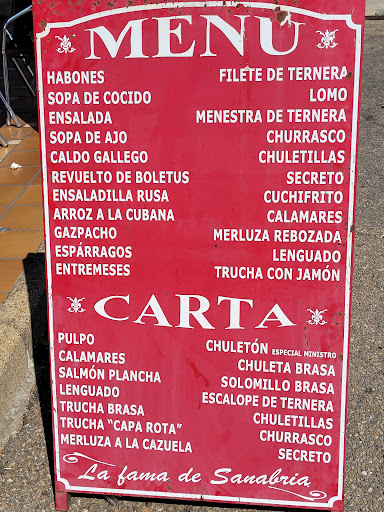 MENU
HABONES
SOPA DE COCIDO
ENSALADA
SOPA DE AJO
CALDO GALLEGO
REVUELTO DE BOLETUS
ENSALADILLA RUSA
ARROZ A LA CUBANA
GAZPACHO
ESPÁRRAGOS
ENTREMESES
FILETE DE TERNERA
LOMO
MENESTRA DE TERNERA
CHURRASCO
CHULETILLAS
SECRETO
CUCHIFRITO
CALAMARES
MERLUZA REBOZADA
LENGUADO
TRUCHA CON JAMÓN
CARTA
PULPO
CALAMARES
SALMÓN PLANCHA
LENGUADO
TRUCHA BRASA
TRUCHA "CAPA ROTA"
MERLUZA A LA CAZUELA
CHULETÓN ESPECIAL MINISTRO
CHULETA BRASA
SOLOMILLO BRASA
ESCALOPE DE TERNERA
CHULETILLAS
CHURRASCO
SECRETO
La fama de Sanabria